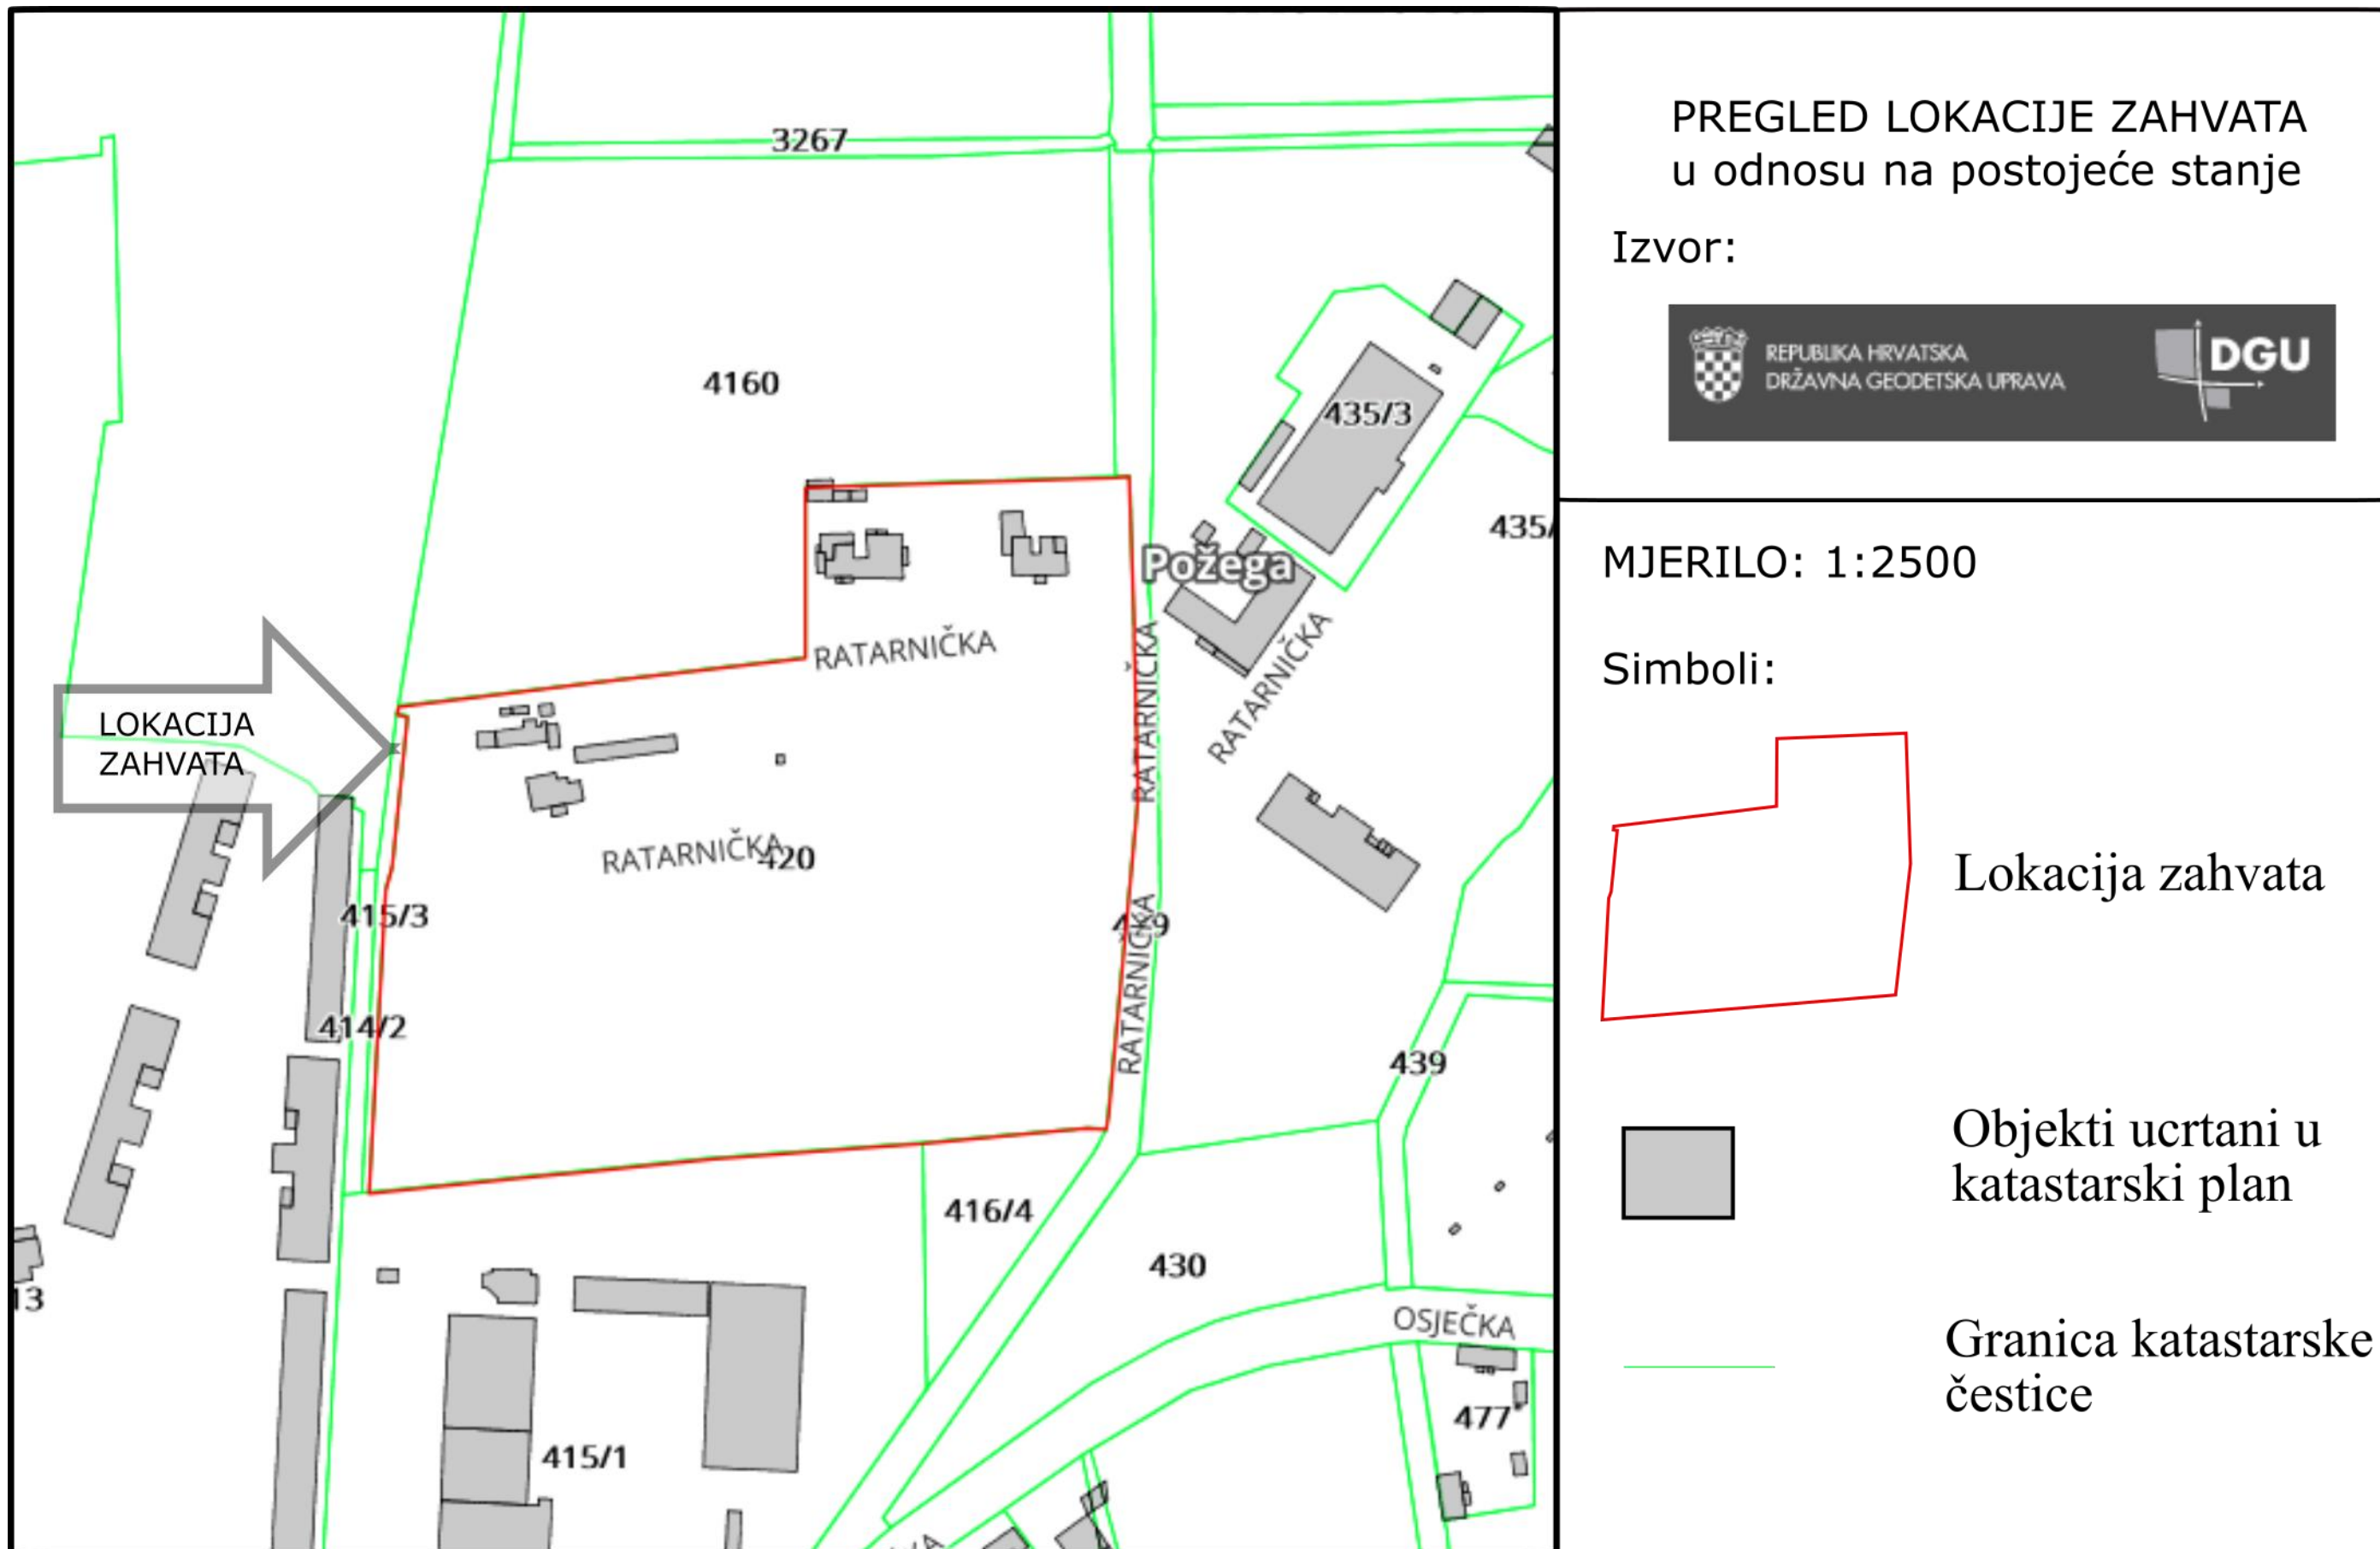 3267
4160
435/3
435/
Požega
RATARNIČKA
RATARNIČKA
RATARNIČKA
LOKACIJA
ZAHVATA
RATARNIČKA
420
415/3
RATARNIČKA
414/2
439
416/4
430
13
OSJEČKA
477
415/1
PREGLED LOKACIJE ZAHVATA
u odnosu na postojeće stanje
Izvor:
REPUBLIKA HRVATSKA
DRŽAVNA GEODETSKA UPRAVA
DGU
MJERILO: 1:2500
Simboli:
Lokacija zahvata
Objekti ucrtani u
katastarski plan
Granica katastarske
čestice